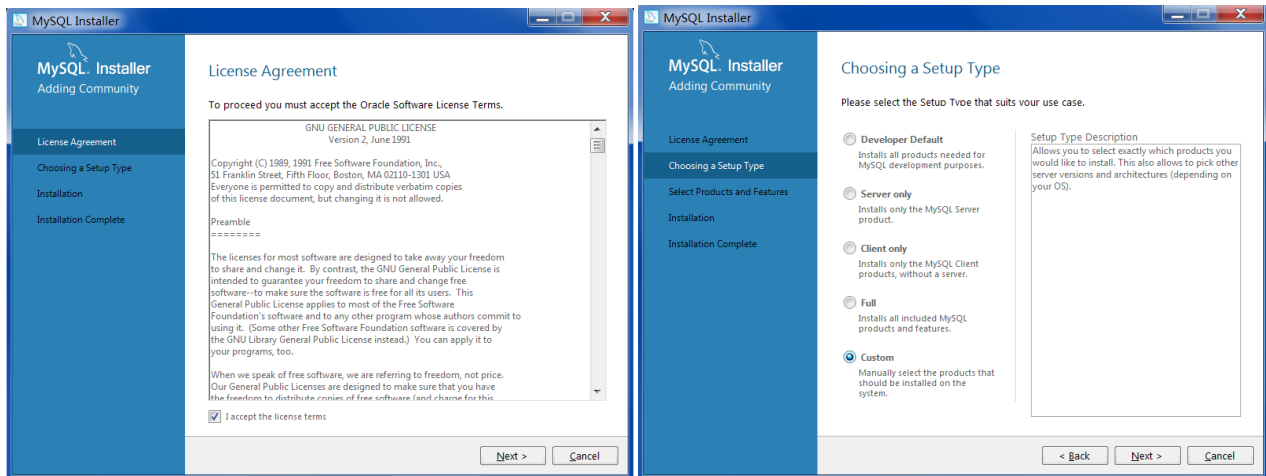 MySQL Installer
MySQL. Installer
Adding Community
License Agreement
Choosing a Setup Type
Installation
Installation Complete
License Agreement
To proceed you must accept the Oracle Software License Terms.
GNU GENERAL PUBLIC LICENSE
Version 2, June 1991
Copyright (C) 1989, 1991 Free Software Foundation, Inc.,
51 Franklin Street, Fifth Floor, Boston, MA 02110-1301 USA
Everyone is permitted to copy and distribute verbatim copies
of this license document, but changing it is not allowed.
Preamble
========
The licenses for most software are designed to take away your freedom
to share and change it. By contrast, the GNU General Public License is
intended to guarantee your freedom to share and change free
software--to make sure the software is free for all its users. This
General Public License applies to most of the Free Software
Foundation's software and to any other program whose authors commit to
using it. (Some other Free Software Foundation software is covered by
the GNU Library General Public License instead.) You can apply it to
your programs, too.
When we speak of free software, we are referring to freedom, not price.
Our General Public Licenses are designed to make sure that you have
the freedom to distribute copies of free software (and charge for this
I accept the license terms
Next >
Cancel
MySQL Installer
MySQL. Installer
Adding Community
License Agreement
Choosing a Setup Type
Select Products and Features
Installation
Installation Complete
Choosing a Setup Type
Please select the Setup Type that suits your use case.
Developer Default
Installs all products needed for
MySQL development purposes.
Server only
Installs only the MySQL Server
product.
Client only
Installs only the MySQL Client
products, without a server.
Full
Installs all included MySQL
products and features.
Custom
Manually select the products that
should be installed on the
system.
Setup Type Description
Allows you to select exactly which products you
would like to install. This also allows to pick other
server versions and architectures (depending on
your OS).
< Back
Next >
Cancel